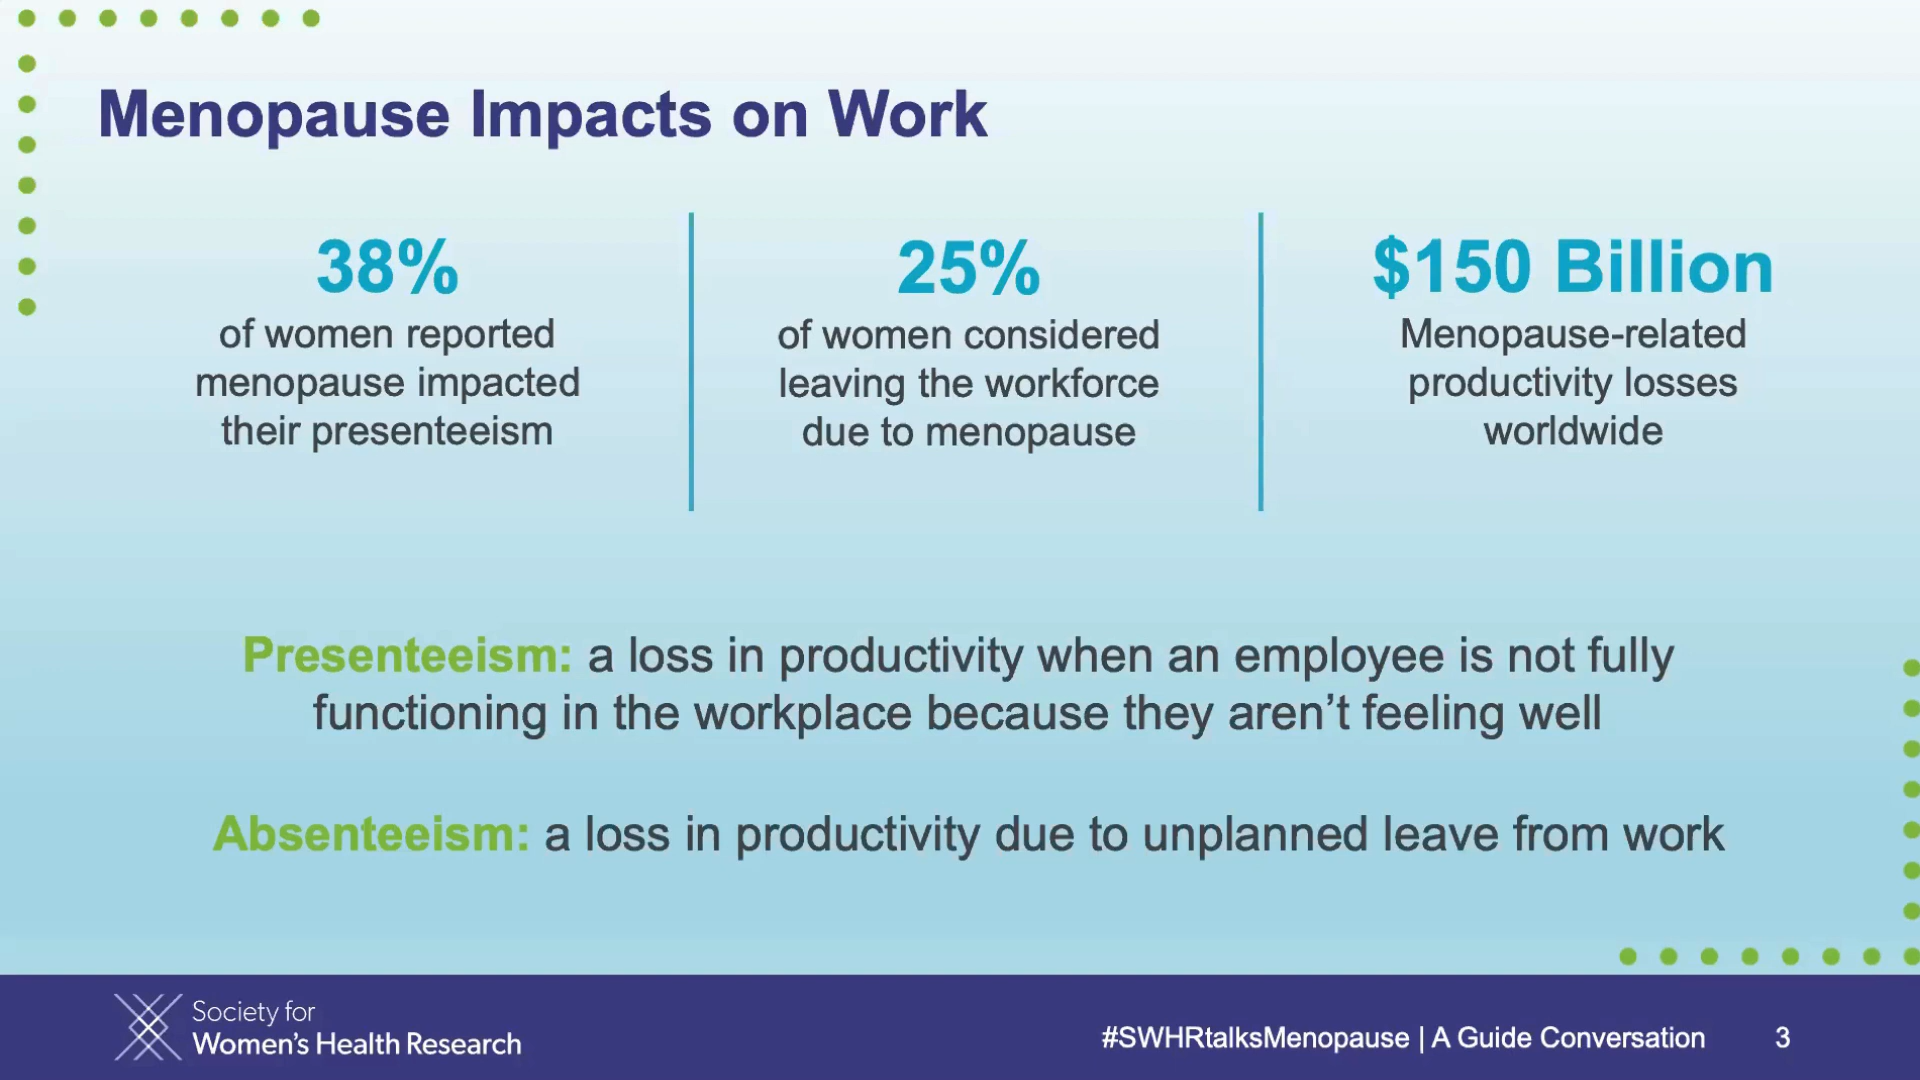 Menopause Impacts on Work
38%
of women reported
menopause impacted
their presenteeism
25%
of women considered
leaving the workforce
due to menopause
$150 Billion
Menopause-related
productivity losses
worldwide
Presenteeism: a loss in productivity when an employee is not fully
functioning in the workplace because they aren’t feeling well
Absenteeism: a loss in productivity due to unplanned leave from work
Society for
Women's Health Research
#SWHRtalksMenopause | A Guide Conversation 3